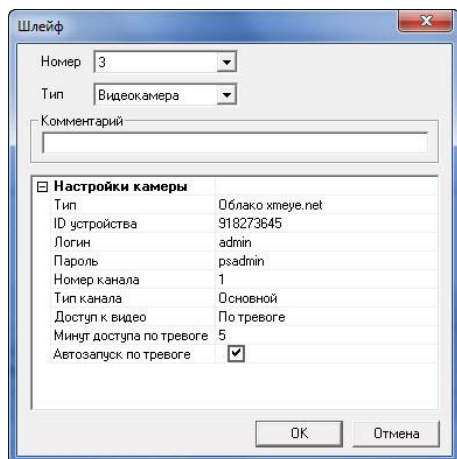 Шлейф
Номер 3
Тип Видеокамера
Комментарий
Настройки камеры
Тип Облако xmeye.net
ID устройства 918273645
Логин admin
Пароль psadmin
Номер канала 1
Тип канала Основной
Доступ к видео По тревоге
Минут доступа по тревоге 5
Автозапуск по тревоге
OK Отмена